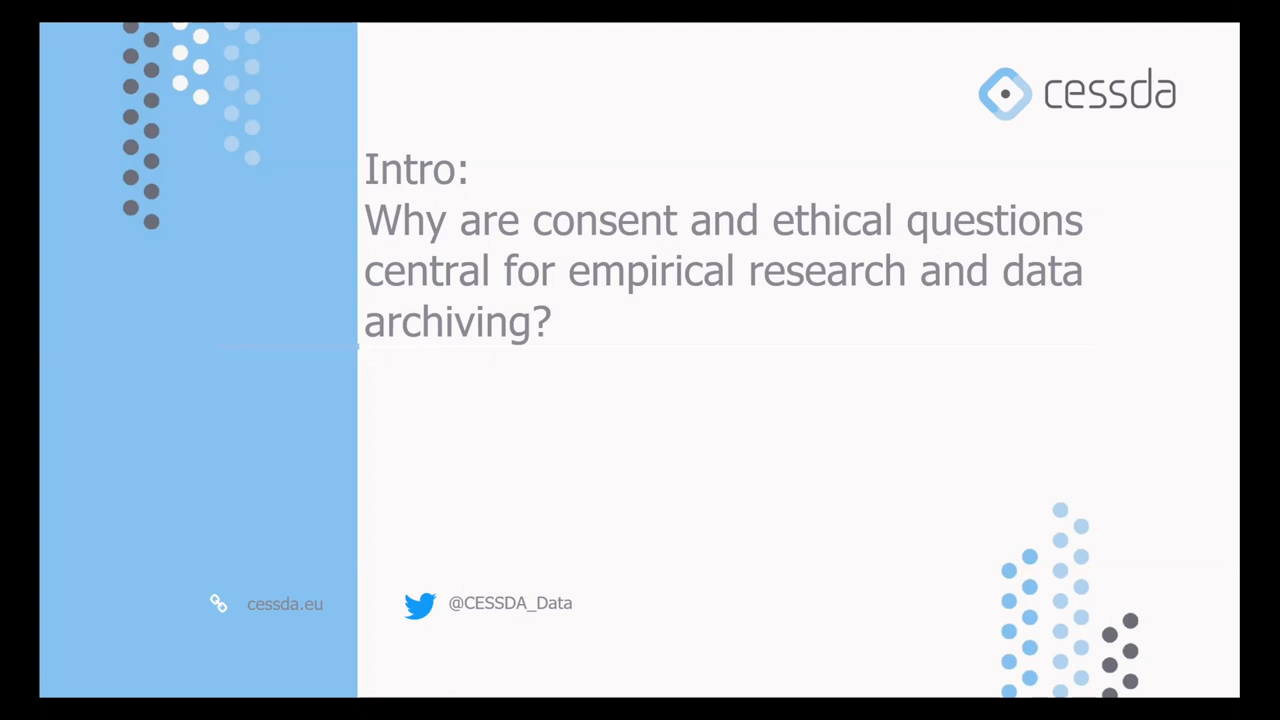 cessda
Intro:
Why are consent and ethical questions
central for empirical research and data
archiving?
cessda.eu
@CESSDA_Data